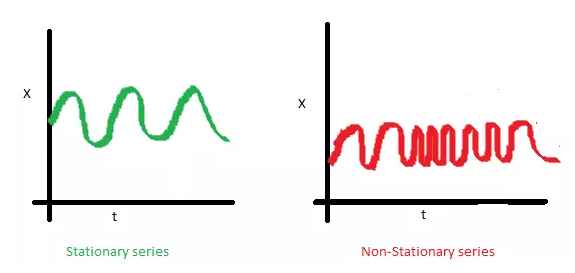 X
t
Stationary series
X
t
Non-Stationary series